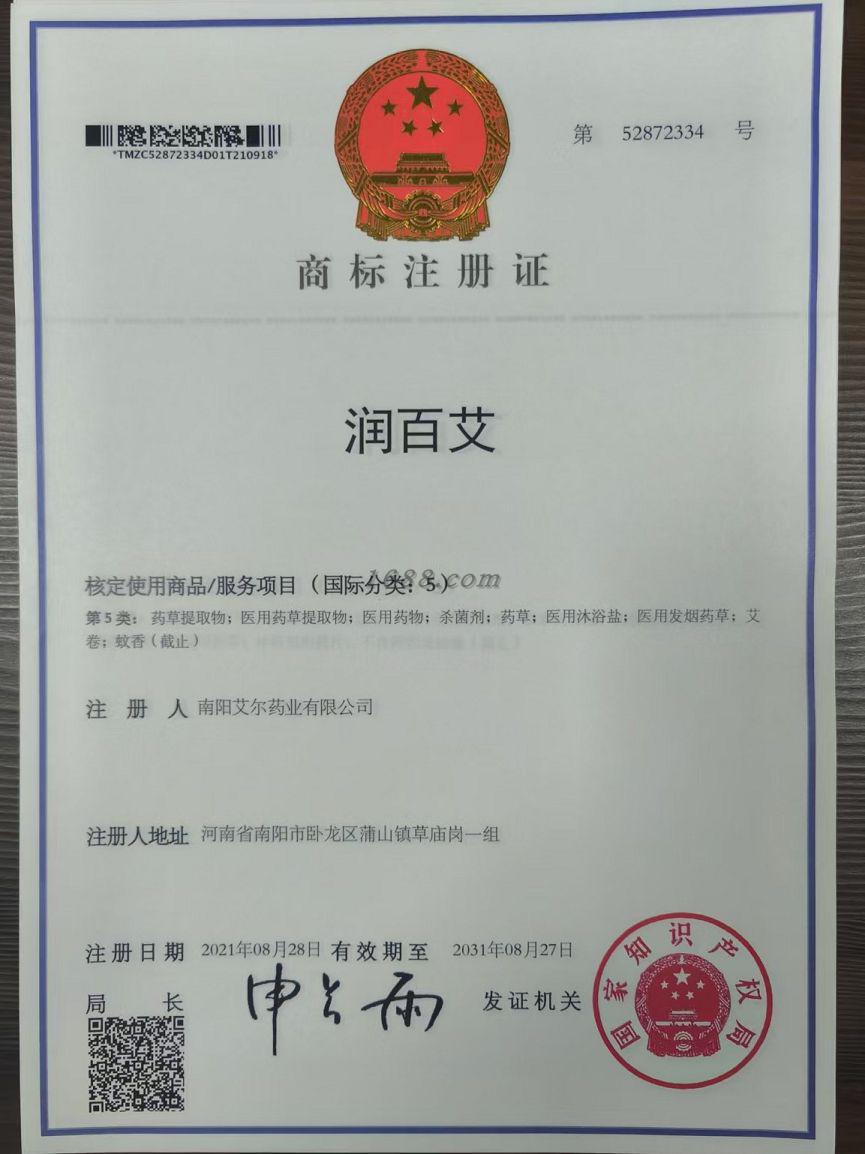 *TMZC52872334D01T210918*
第 52872334 号
商标注册证
润百艾
核定使用商品/服务项目（国际分类：5）
1688.com
第5类：药草提取物；医用药草提取物；医用药物；杀菌剂；药草；医用沐浴盐；医用发烟药草；艾
卷；蚊香（截止）
注册人 南阳艾尔药业有限公司
注册人地址 河南省南阳市卧龙区蒲山镇草庙岗一组
注册日期 2021年08月28日 有效期至 2031年08月27日
局长 申长雨 发证机关
国家知识产权局